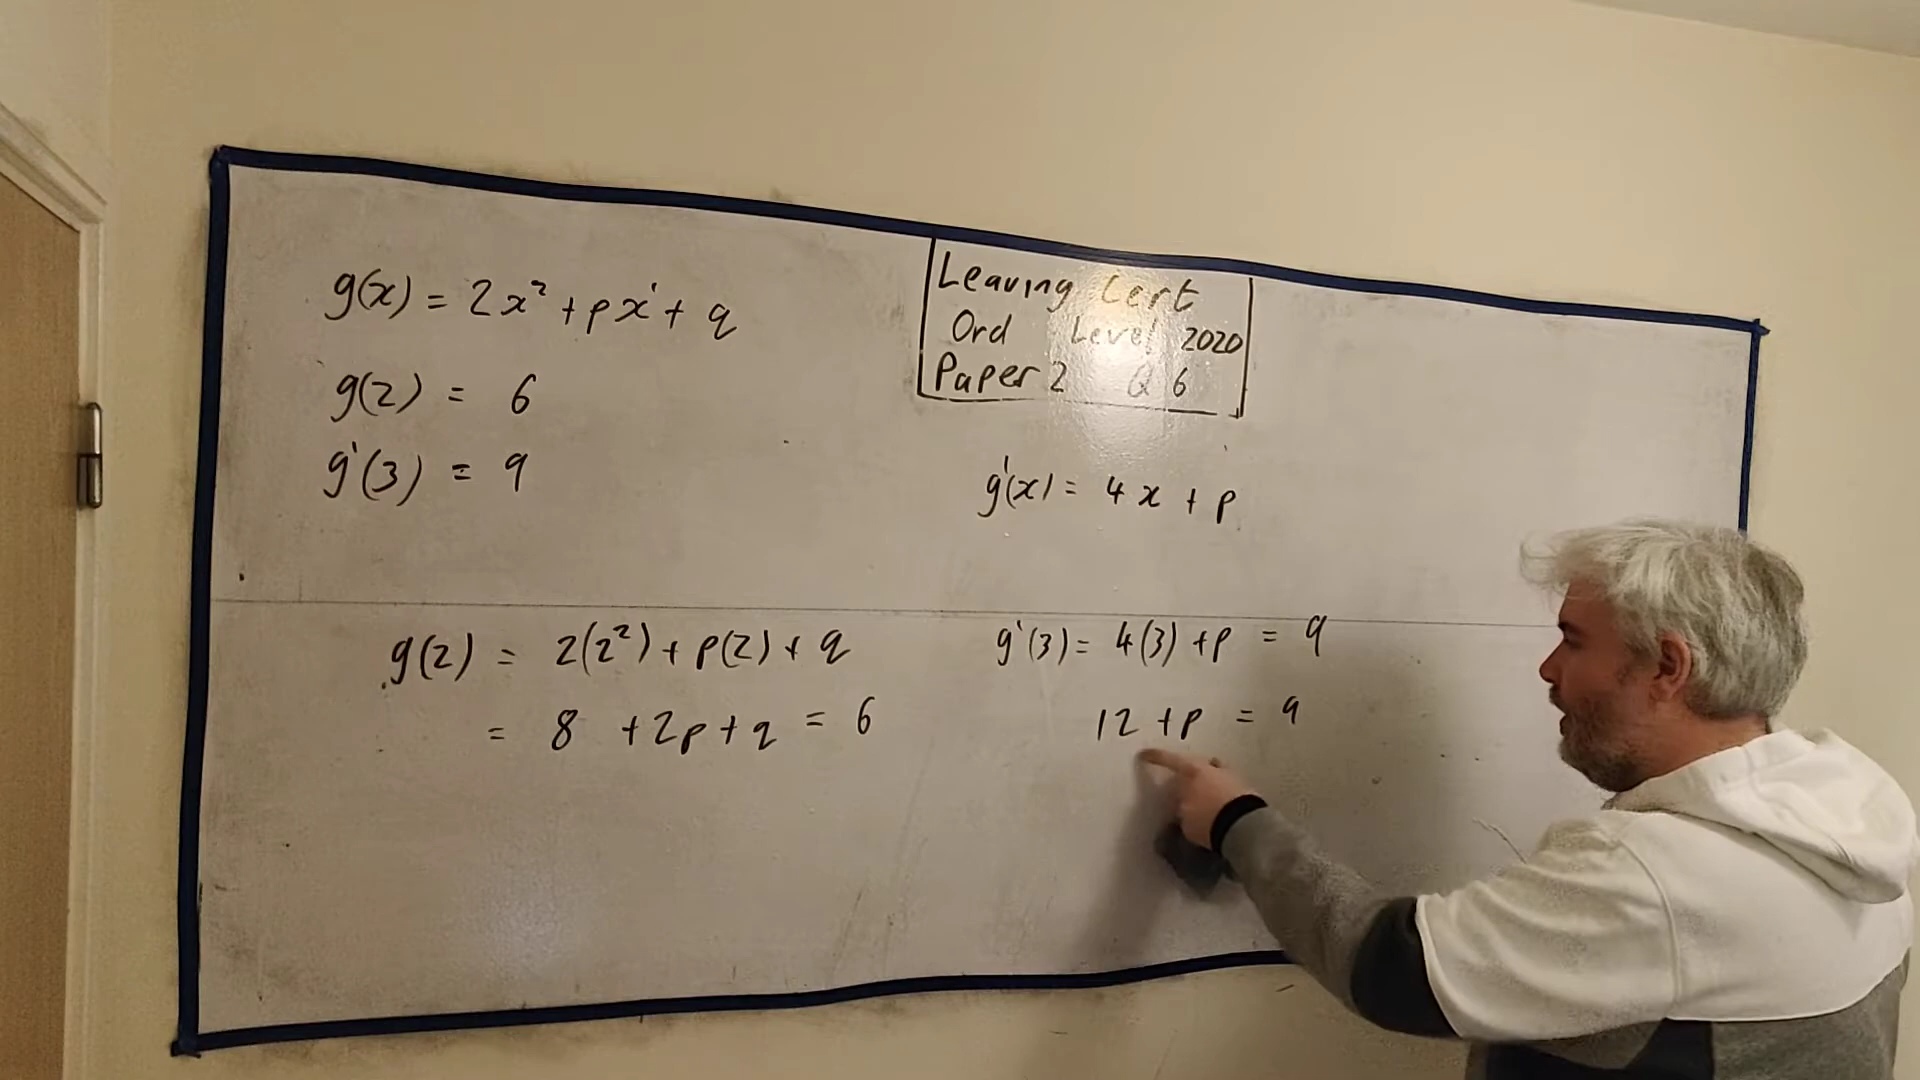 g(x) = 2x² + px' + q
g(2) = 6
g'(3) = 9
Leaving Cert
Ord Level 2020
Paper 2 Q 6
g'(x) = 4x + p
g(2) = 2(2²) + p(2) + q
= 8 + 2p + q = 6
g'(3) = 4(3) + p = 9
12 + p = 9